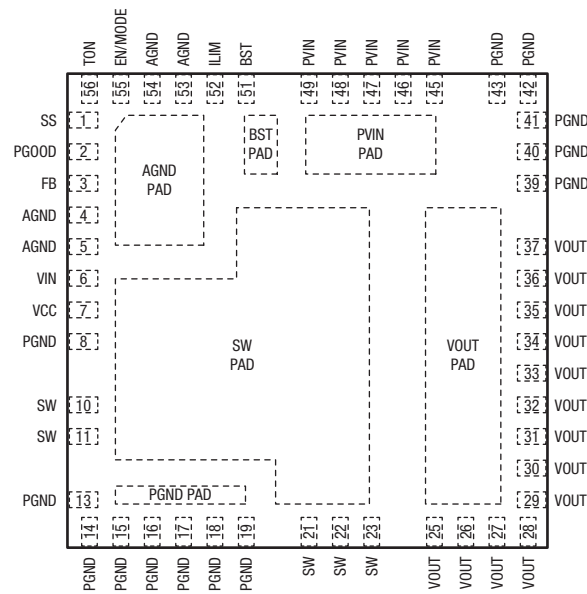 TON
EN/MODE
AGND
AGND
ILIM
BST
PVIN
PVIN
PVIN
PVIN
PVIN
PGND
PGND
56
55
54
53
52
51
49
48
47
46
45
43
42
SS 1
PGOOD 2
FB 3
AGND 4
AGND 5
VIN 6
VCC 7
PGND 8
SW 10
SW 11
PGND 13
AGND
PAD
BST
PAD
PVIN
PAD
SW
PAD
VOUT
PAD
PGND PAD
41 PGND
40 PGND
39 PGND
37 VOUT
36 VOUT
35 VOUT
34 VOUT
33 VOUT
32 VOUT
31 VOUT
30 VOUT
29 VOUT
14
15
16
17
18
19
21
22
23
25
26
27
28
PGND
PGND
PGND
PGND
PGND
PGND
SW
SW
SW
VOUT
VOUT
VOUT
VOUT